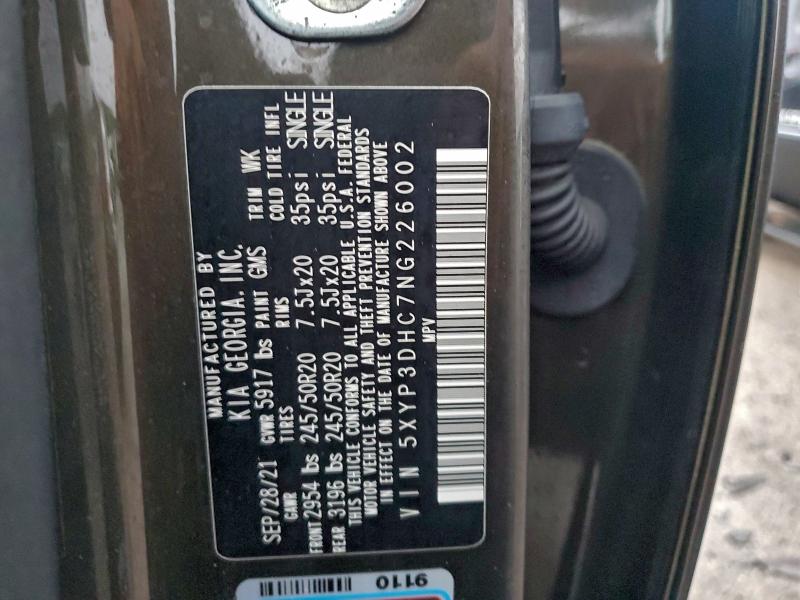 MANUFACTURED BY
KIA GEORGIA, INC.
SEP/28/21 GVWR 5917 lbs PAINT GMS TRIM WK
GAWR TIRES RIMS COLD TIRE INFL
FRONT 2954 lbs 245/50R20 7.5Jx20 35psi SINGLE
REAR 3196 lbs 245/50R20 7.5Jx20 35psi SINGLE
THIS VEHICLE CONFORMS TO ALL APPLICABLE U.S.A. FEDERAL
MOTOR VEHICLE SAFETY AND THEFT PREVENTION STANDARDS
IN EFFECT ON THE DATE OF MANUFACTURE SHOWN ABOVE
VIN 5XYP3DHC7NG226002
MPV
9110